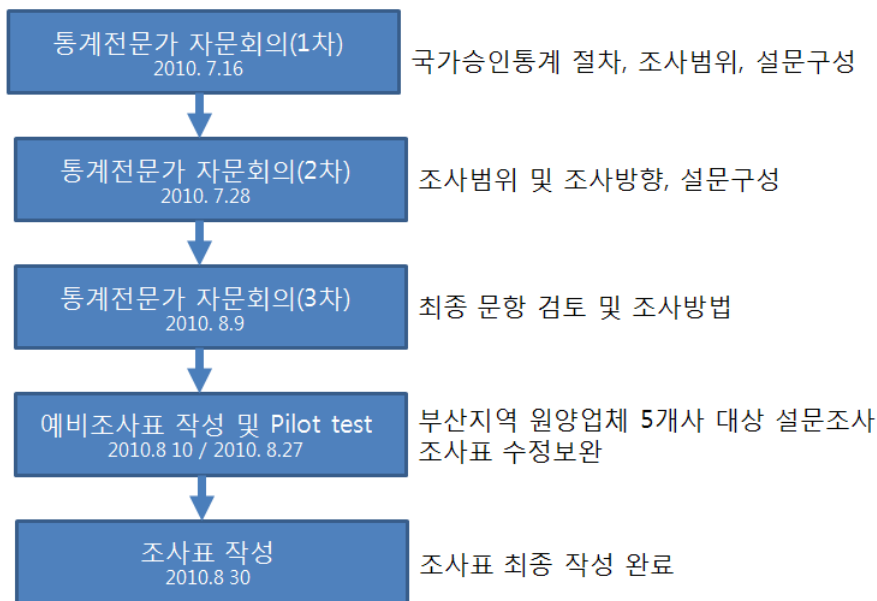 통계전문가 자문회의(1차)
2010. 7.16
국가승인통계 절차, 조사범위, 설문구성
통계전문가 자문회의(2차)
2010. 7.28
조사범위 및 조사방향, 설문구성
통계전문가 자문회의(3차)
2010. 8.9
최종 문항 검토 및 조사방법
예비조사표 작성 및 Pilot test
2010.8 10 / 2010. 8.27
부산지역 원양업체 5개사 대상 설문조사
조사표 수정보완
조사표 작성
2010.8 30
조사표 최종 작성 완료